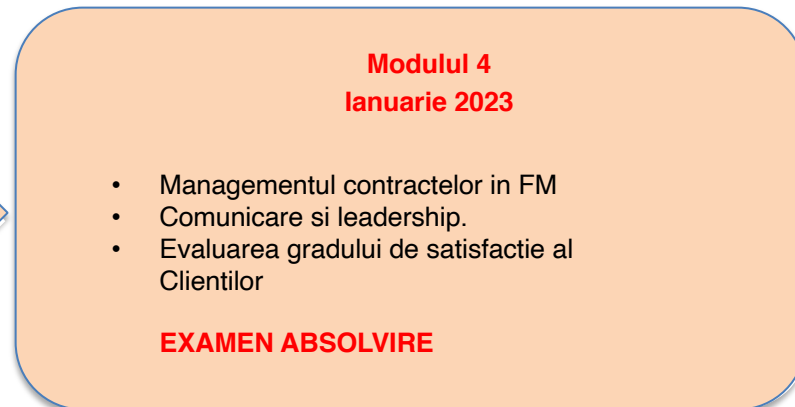 Modulul 4
Ianuarie 2023
• Managementul contractelor in FM
• Comunicare si leadership.
• Evaluarea gradului de satisfactie al
Clientilor
EXAMEN ABSOLVIRE